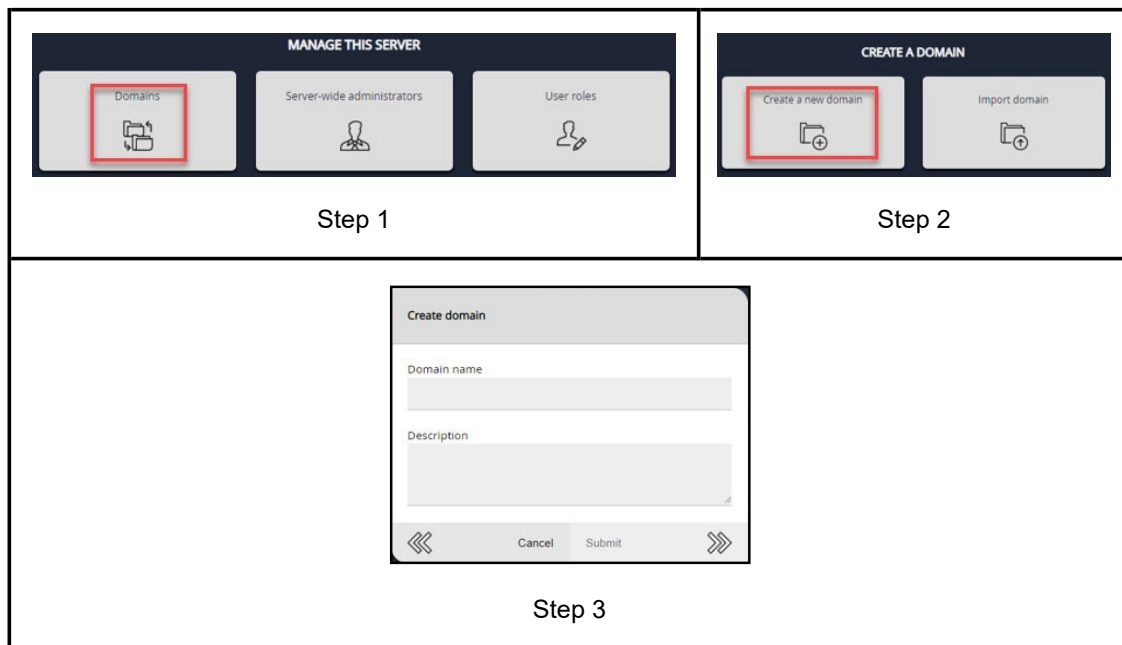 MANAGE THIS SERVER
Domains
Server-wide administrators
User roles
Step 1
CREATE A DOMAIN
Create a new domain
Import domain
Step 2
Create domain
Domain name
Description
Cancel Submit
Step 3